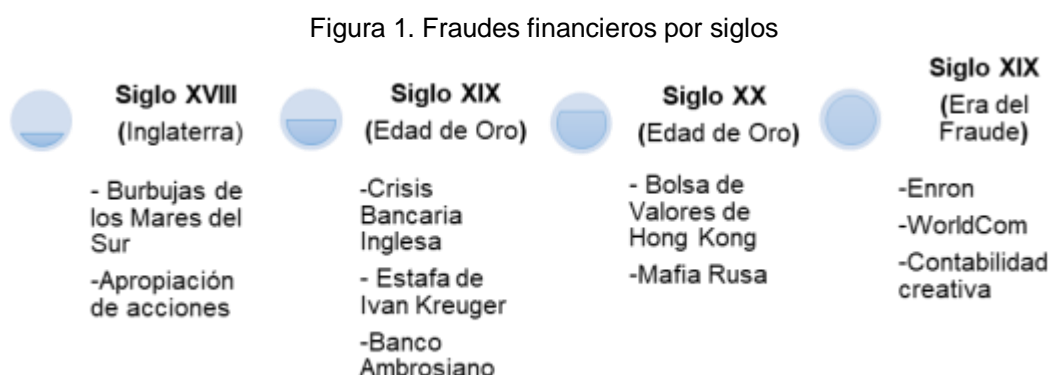 Figura 1. Fraudes financieros por siglos
Siglo XVIII
(Inglaterra)
- Burbujas de
los Mares del
Sur
-Apropiación
de acciones
Siglo XIX
(Edad de Oro)
-Crisis
Bancaria
Inglesa
- Estafa de
Ivan Kreuger
-Banco
Ambrosiano
Siglo XX
(Edad de Oro)
- Bolsa de
Valores de
Hong Kong
-Mafia Rusa
Siglo XIX
(Era del
Fraude)
-Enron
-WorldCom
-Contabilidad
creativa